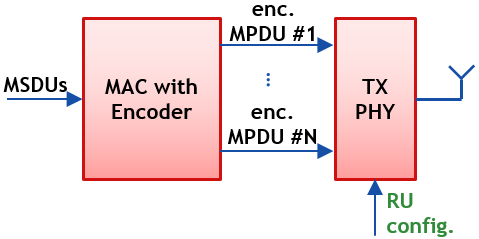 enc.
MPDU #1
MSDUs
MAC with
Encoder
⋮
enc.
MPDU #N
TX
PHY
RU
config.